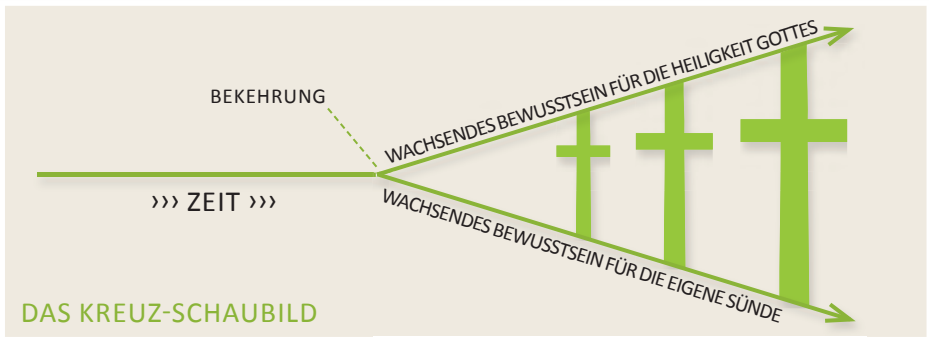 WACHSENDES BEWUSSTSEIN FÜR DIE HEILIGKEIT GOTTES
BEKEHRUNG
››› ZEIT ›››
WACHSENDES BEWUSSTSEIN FÜR DIE EIGENE SÜNDE
DAS KREUZ-SCHAUBILD